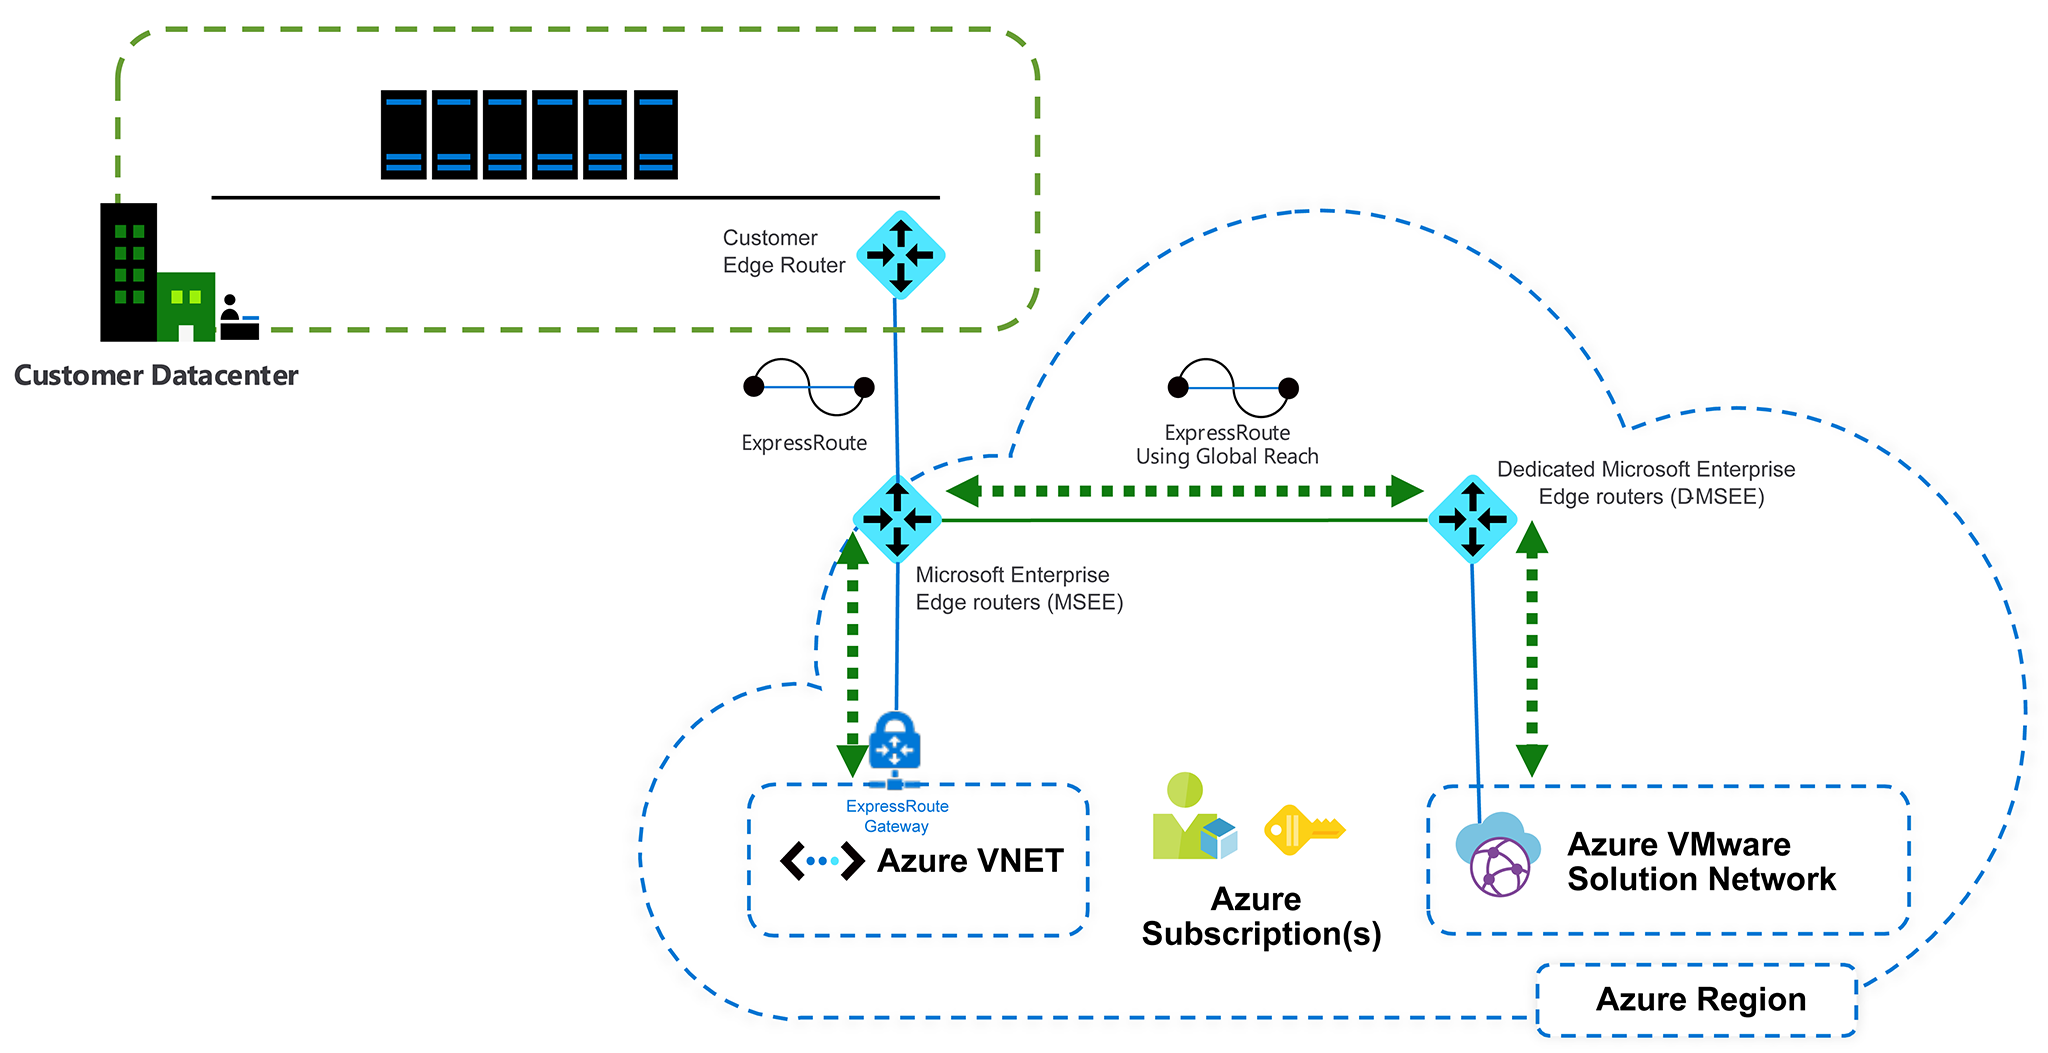 Customer
Edge Router
Customer Datacenter
ExpressRoute
ExpressRoute
Using Global Reach
Dedicated Microsoft Enterprise
Edge routers (D-MSEE)
Microsoft Enterprise
Edge routers (MSEE)
ExpressRoute
Gateway
Azure VNET
Azure
Subscription(s)
Azure VMware
Solution Network
Azure Region